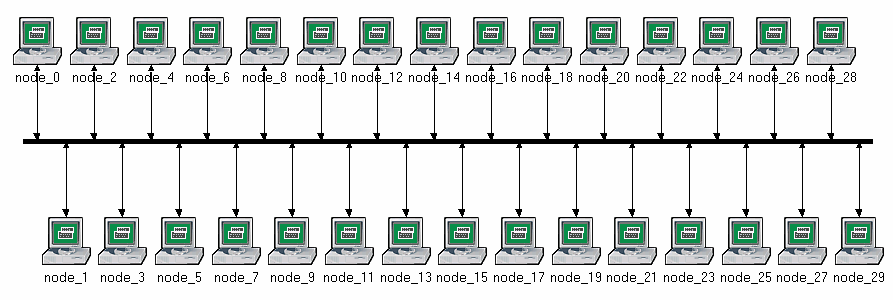 node_0 node_2 node_4 node_6 node_8 node_10 node_12 node_14 node_16 node_18 node_20 node_22 node_24 node_26 node_28
node_1 node_3 node_5 node_7 node_9 node_11 node_13 node_15 node_17 node_19 node_21 node_23 node_25 node_27 node_29